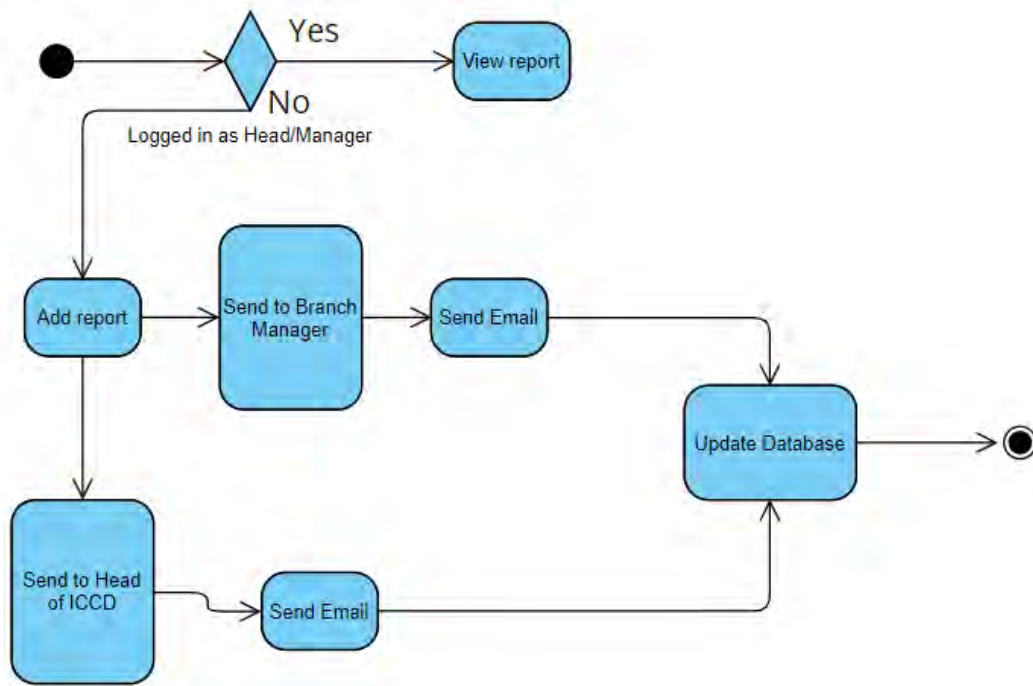 Yes
View report
No
Logged in as Head/Manager
Add report
Send to Branch
Manager
Send Email
Update Database
Send to Head
of ICCD
Send Email